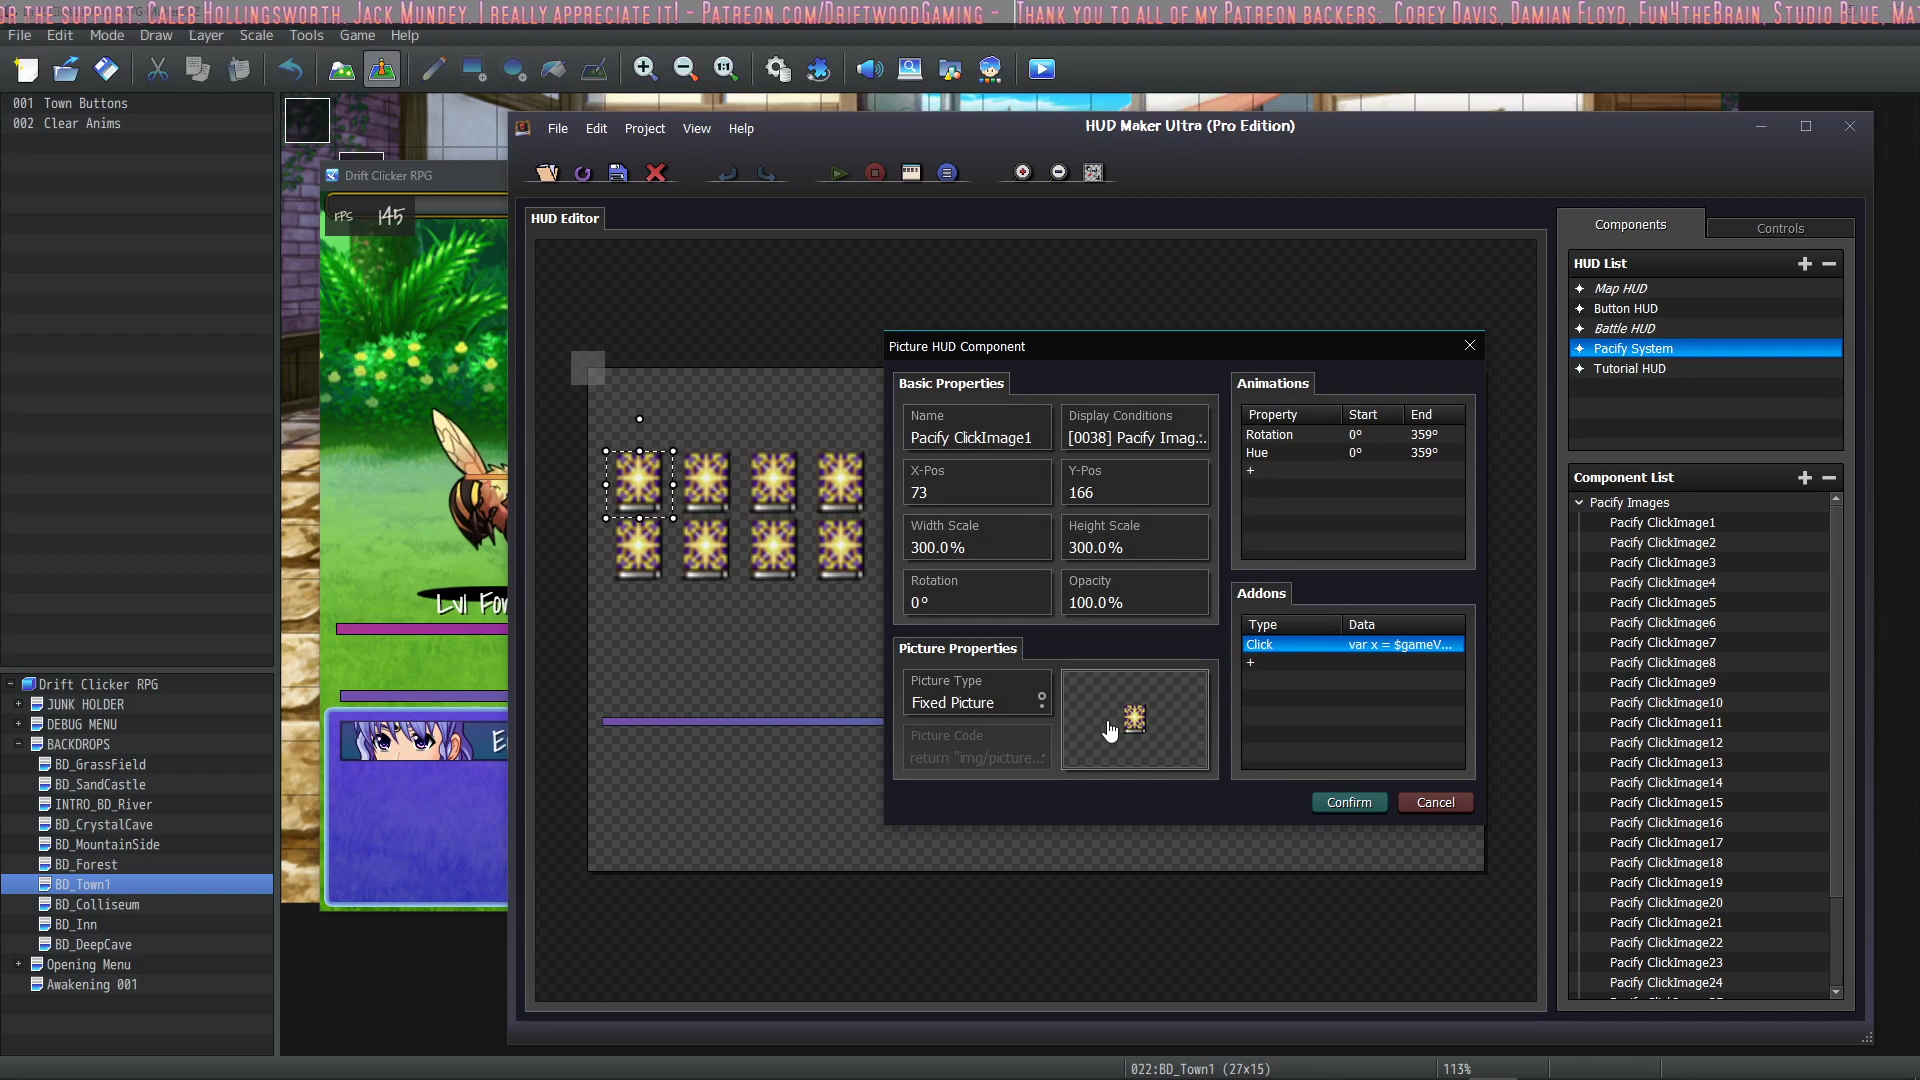 OR THE SUPPORT CALEB HOLLINGSWORTH, JACK MUNDEY, I REALLY APPRECIATE IT! - PATREON.COM/DRIFTWOODGAMING - THANK YOU TO ALL OF MY PATREON BACKERS: COREY DAVIS, DAMIAN FLOYD, FUN4THEBRAIN, STUDIO BLUE, MA
File Edit Mode Draw Layer Scale Tools Game Help
001 Town Buttons
002 Clear Anims
Drift Clicker RPG
FPS 145
Lvl For
Drift Clicker RPG
JUNK HOLDER
DEBUG MENU
BACKDROPS
BD_GrassField
BD_SandCastle
INTRO_BD_River
BD_CrystalCave
BD_MountainSide
BD_Forest
BD_Town1
BD_Colliseum
BD_Inn
BD_DeepCave
Opening Menu
Awakening 001
HUD Maker Ultra (Pro Edition)
File Edit Project View Help
HUD Editor
Picture HUD Component
Basic Properties
Name
Pacify ClickImage1
Display Conditions
[0038] Pacify Imag...
X-Pos
73
Y-Pos
166
Width Scale
300.0%
Height Scale
300.0%
Rotation
0º
Opacity
100.0%
Picture Properties
Picture Type
Fixed Picture
Picture Code
return "img/picture...
Animations
Property Start End
Rotation 0º 359º
Hue 0º 359º
+
Addons
Type Data
Click var x = $gameV...
+
Confirm Cancel
Components Controls
HUD List
Map HUD
Button HUD
Battle HUD
Pacify System
Tutorial HUD
Component List
Pacify Images
Pacify ClickImage1
Pacify ClickImage2
Pacify ClickImage3
Pacify ClickImage4
Pacify ClickImage5
Pacify ClickImage6
Pacify ClickImage7
Pacify ClickImage8
Pacify ClickImage9
Pacify ClickImage10
Pacify ClickImage11
Pacify ClickImage12
Pacify ClickImage13
Pacify ClickImage14
Pacify ClickImage15
Pacify ClickImage16
Pacify ClickImage17
Pacify ClickImage18
Pacify ClickImage19
Pacify ClickImage20
Pacify ClickImage21
Pacify ClickImage22
Pacify ClickImage23
Pacify ClickImage24
022:BD_Town1 (27x15)
113%